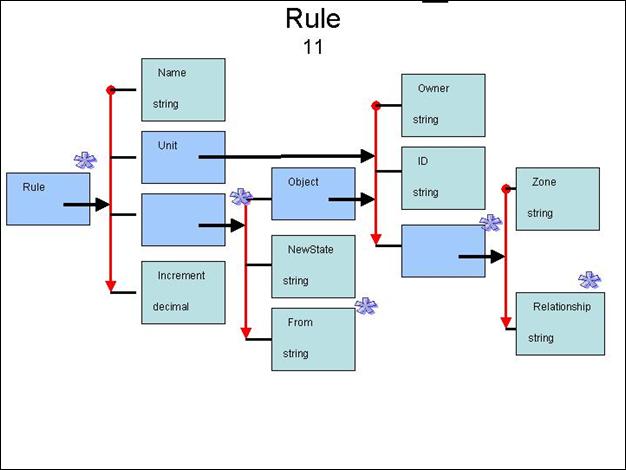 Rule
11
Name
string
Unit
Rule
Increment
decimal
Object
NewState
string
From
string
Owner
string
ID
string
Zone
string
Relationship
string